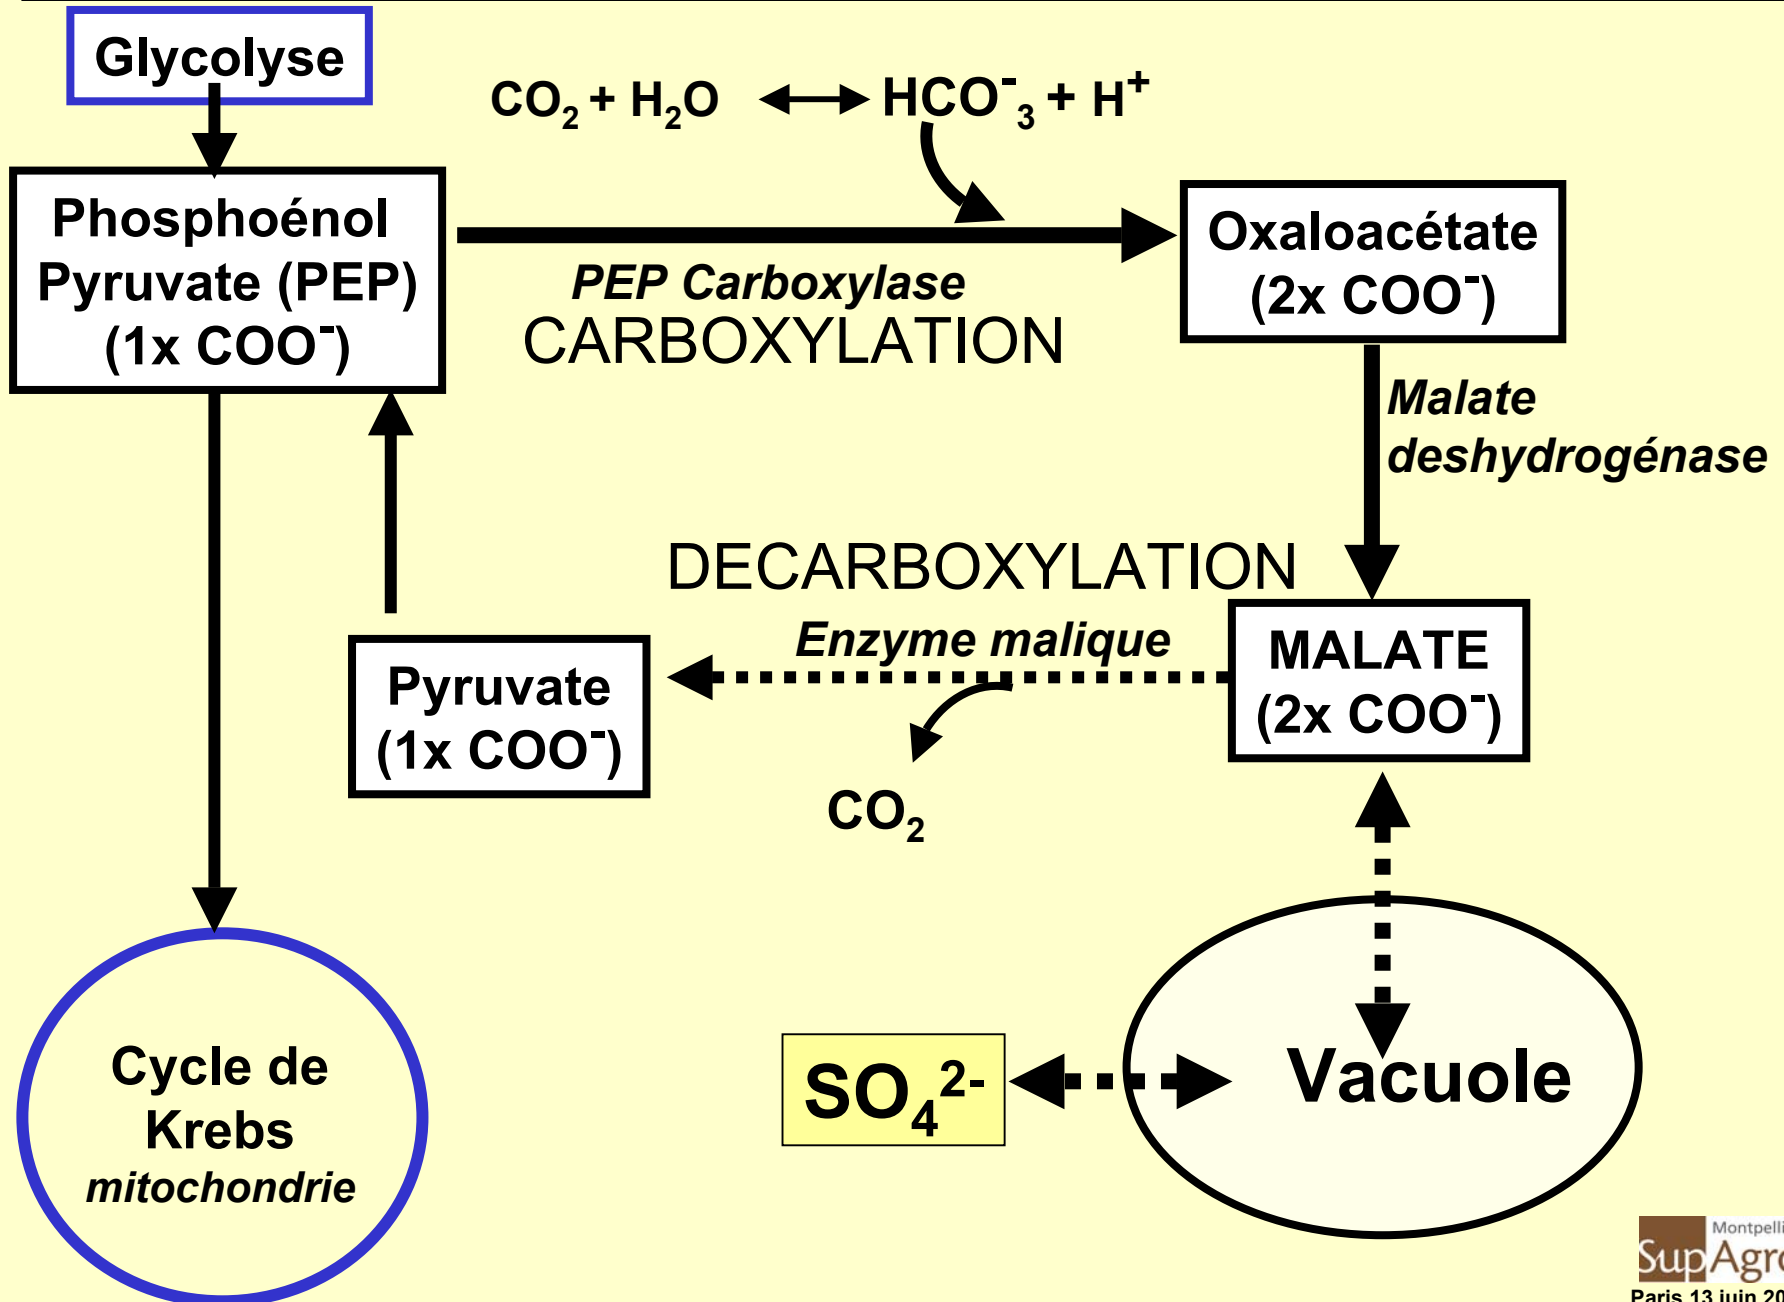 Glycolyse
CO₂ + H₂O ⟷ HCO⁻₃ + H⁺
Phosphoénol
Pyruvate (PEP)
(1x COO⁻)
Oxaloacétate
(2x COO⁻)
PEP Carboxylase
CARBOXYLATION
Malate
deshydrogénase
DECARBOXYLATION
Enzyme malique
MALATE
(2x COO⁻)
Pyruvate
(1x COO⁻)
CO₂
Cycle de
Krebs
mitochondrie
SO₄²⁻
Vacuole
Montpelli
SupAgro
Paris 13 juin 20